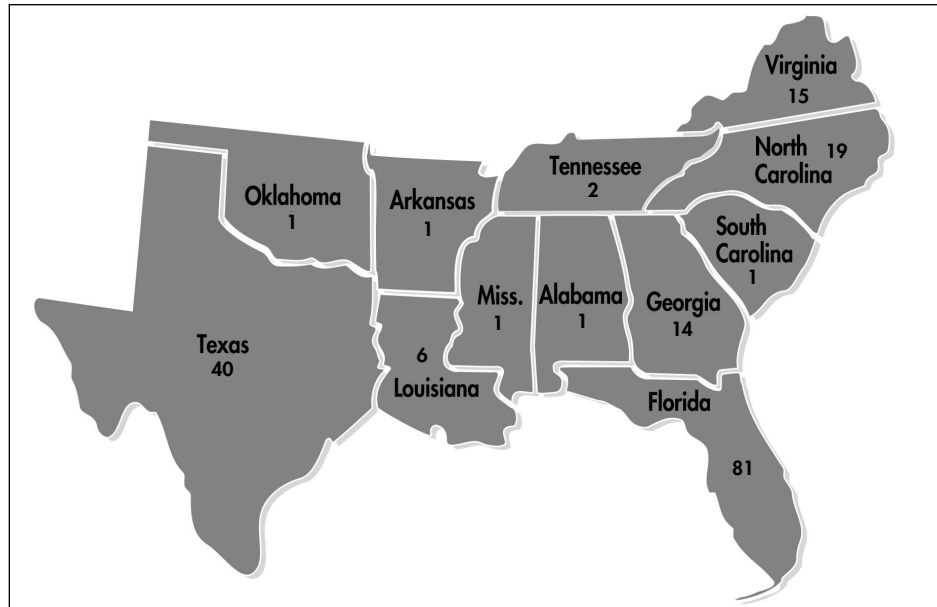 Virginia
15
North 19
Carolina
Tennessee
2
Oklahoma
1
Arkansas
1
South
Carolina
1
Miss.
1
Alabama
1
Georgia
14
Texas
40
6
Louisiana
Florida
81